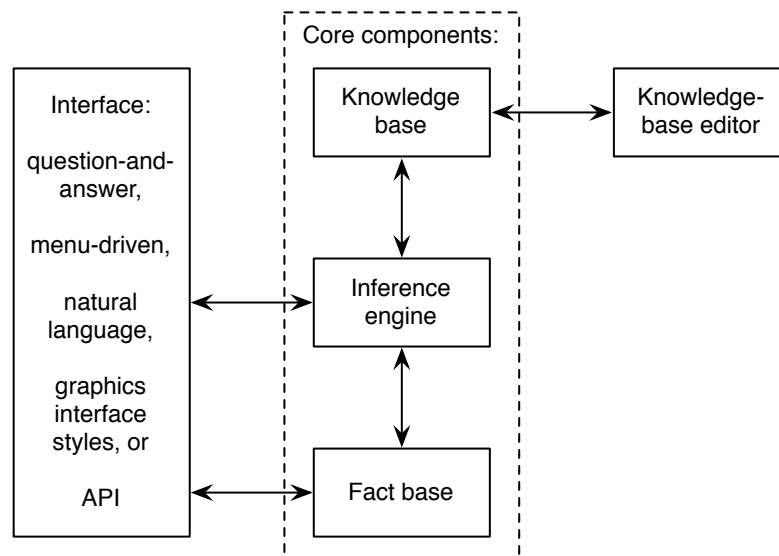 Core components:
Interface:
question-and-
answer,
menu-driven,
natural
language,
graphics
interface
styles, or
API
Knowledge
base
Inference
engine
Fact base
Knowledge-
base editor